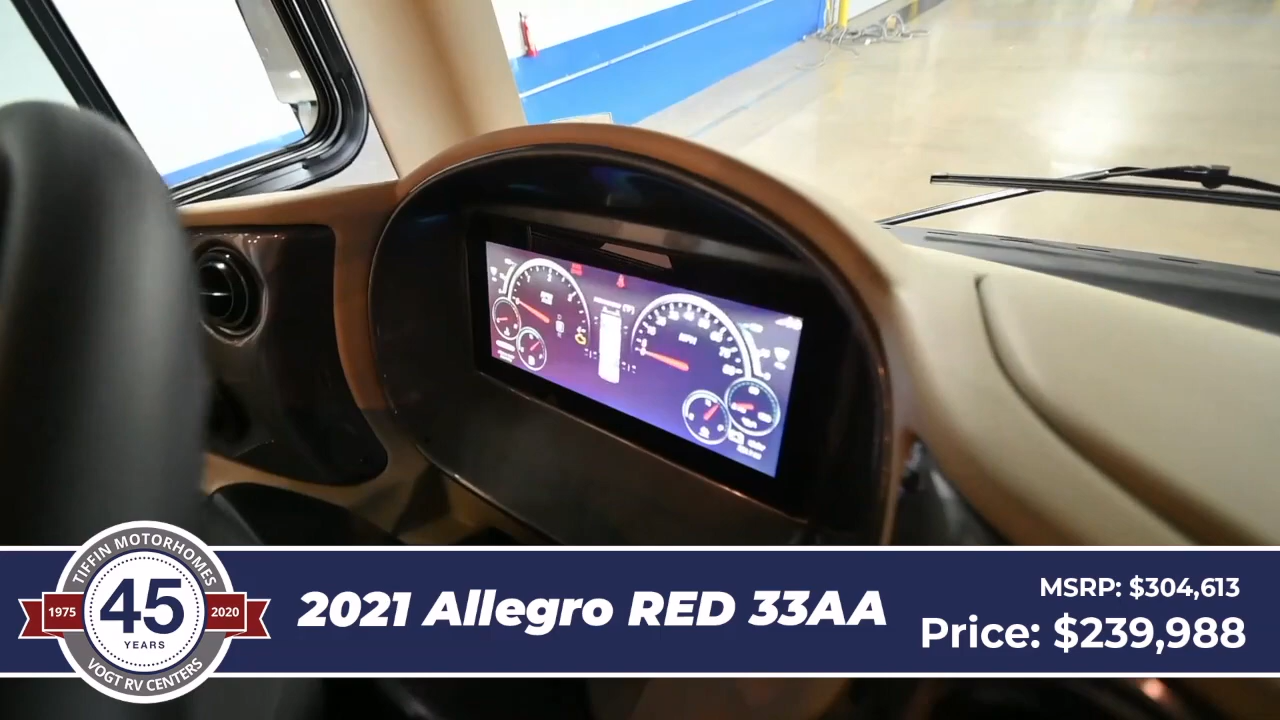 MPH
TIFFIN MOTORHOMES
1975
45
2020
YEARS
VOGT RV CENTERS
2021 Allegro RED 33AA
MSRP: $304,613
Price: $239,988